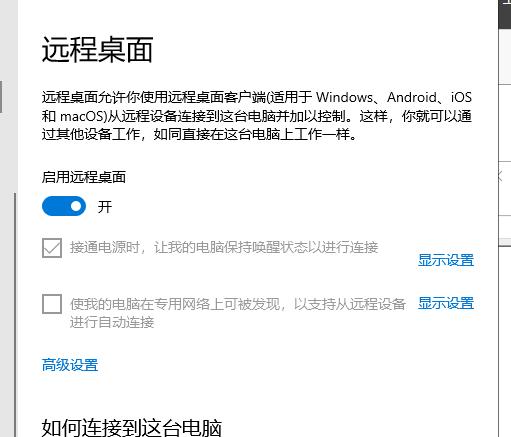 远程桌面
远程桌面允许你使用远程桌面客户端(适用于 Windows、Android、iOS
和 macOS)从远程设备连接到这台电脑并加以控制。这样，你就可以通
过其他设备工作，如同直接在这台电脑上工作一样。
启用远程桌面
开
接通电源时，让我的电脑保持唤醒状态以进行连接
显示设置
使我的电脑在专用网络上可被发现，以支持从远程设备
进行自动连接
显示设置
高级设置
如何连接到这台电脑